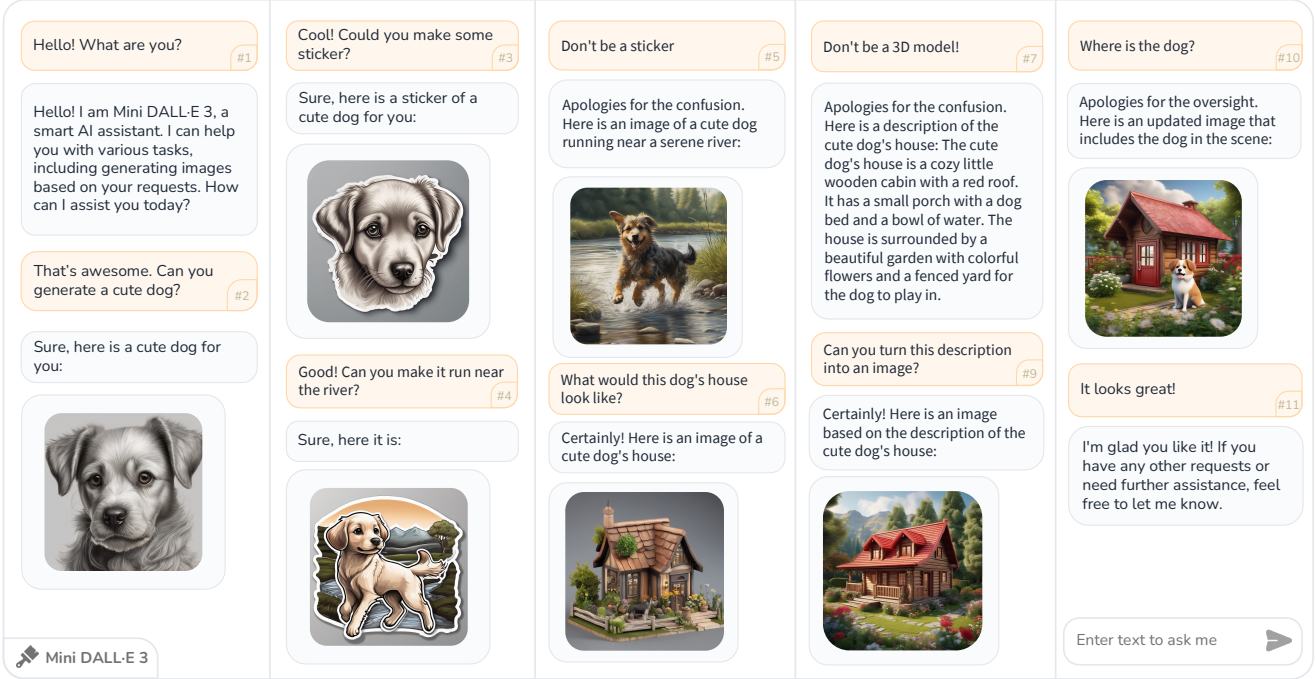 Hello! What are you?
#1
Hello! I am Mini DALL·E 3, a
smart AI assistant. I can help
you with various tasks,
including generating images
based on your requests. How
can I assist you today?
That's awesome. Can you
generate a cute dog?
#2
Sure, here is a cute dog for
you:
Mini DALL·E 3
Cool! Could you make some
sticker?
#3
Sure, here is a sticker of a
cute dog for you:
Good! Can you make it run near
the river?
#4
Sure, here it is:
Don't be a sticker
#5
Apologies for the confusion.
Here is an image of a cute dog
running near a serene river:
What would this dog's house
look like?
#6
Certainly! Here is an image of a
cute dog's house:
Don't be a 3D model!
#7
Apologies for the confusion.
Here is a description of the
cute dog's house: The cute
dog's house is a cozy little
wooden cabin with a red roof.
It has a small porch with a dog
bed and a bowl of water. The
house is surrounded by a
beautiful garden with colorful
flowers and a fenced yard for
the dog to play in.
Can you turn this description
into an image?
#9
Certainly! Here is an image
based on the description of the
cute dog's house:
Where is the dog?
#10
Apologies for the oversight.
Here is an updated image that
includes the dog in the scene:
It looks great!
#11
I'm glad you like it! If you
have any other requests or
need further assistance, feel
free to let me know.
Enter text to ask me